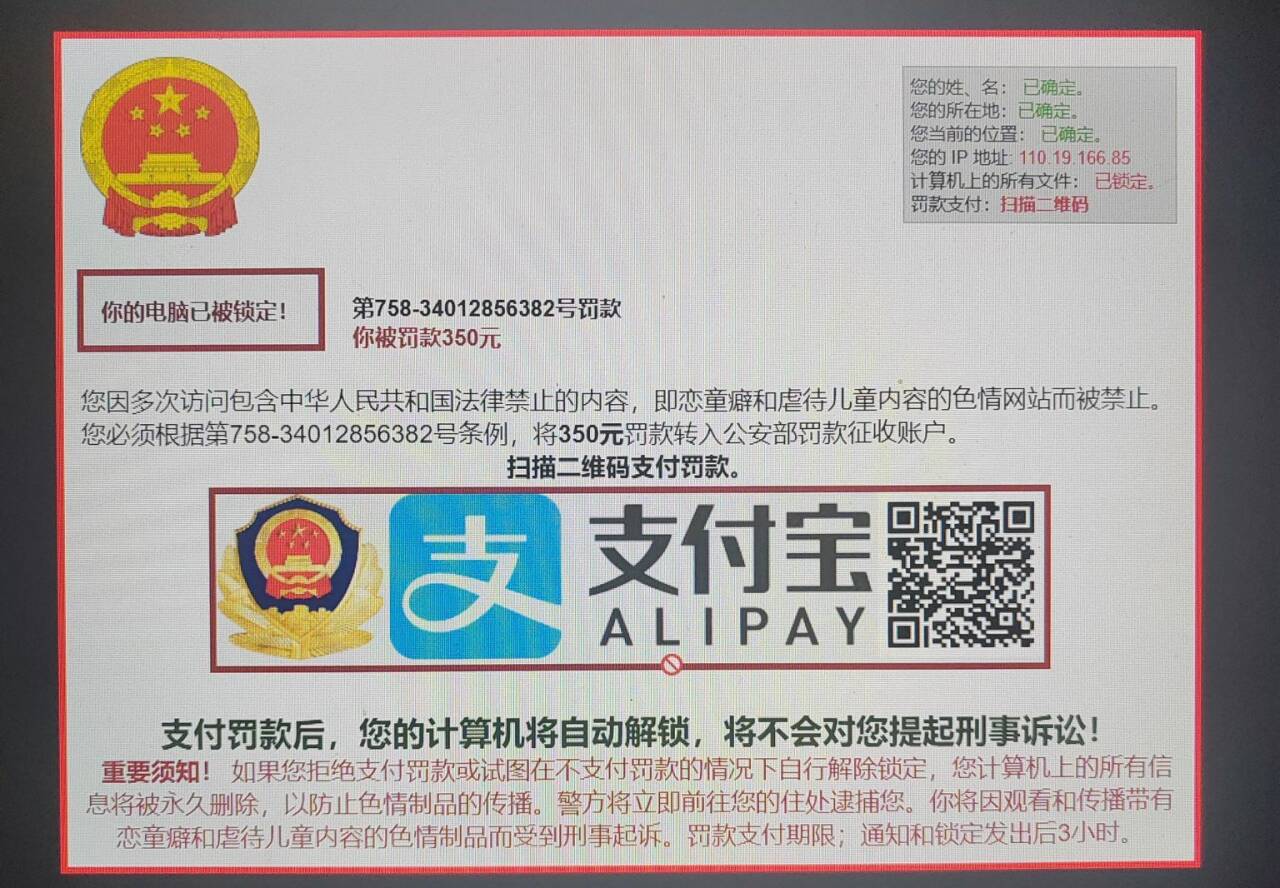 您的姓、名：已确定。
您的所在地：已确定。
您当前的位置：已确定。
您的 IP 地址: 110.19.166.85
计算机上的所有文件：已锁定。
罚款支付：扫描二维码
你的电脑已被锁定！
第758-34012856382号罚款
你被罚款350元
您因多次访问包含中华人民共和国法律禁止的内容，即恋童癖和虐待儿童内容的色情网站而被禁止。
您必须根据第758-34012856382号条例，将350元罚款转入公安部罚款征收账户。
扫描二维码支付罚款。
支
支付宝
ALIPAY
支付罚款后，您的计算机将自动解锁，将不会对您提起刑事诉讼！
重要须知！如果您拒绝支付罚款或试图在不支付罚款的情况下自行解除锁定，您计算机上的所有信
息将被永久删除，以防止色情制品的传播。警方将立即前往您的住处逮捕您。你将因观看和传播带有
恋童癖和虐待儿童内容的色情制品而受到刑事起诉。罚款支付期限；通知和锁定发出后3小时。